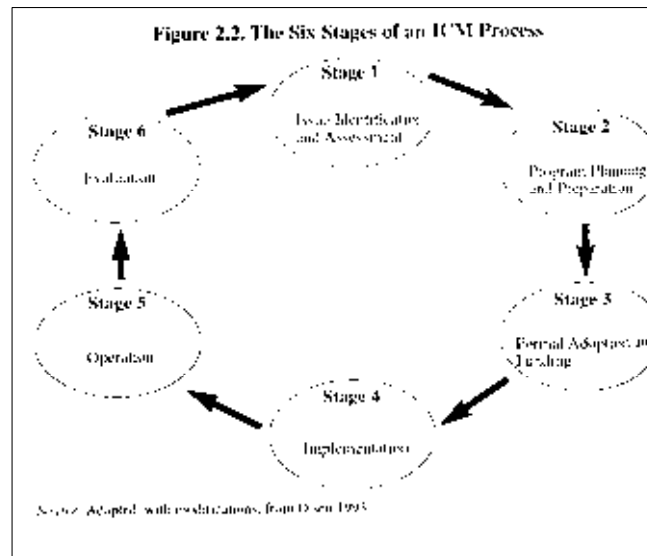 Figure 2.2. The Six Stages of an ICM Process
Stage 1
Issue Identification
and Assessment
Stage 2
Program Planning
and Preparation
Stage 3
Formal Adoption and
Funding
Stage 4
Implementation
Stage 5
Operation
Stage 6
Evaluation
Source: Adapted, with modifications, from Olsen 1993